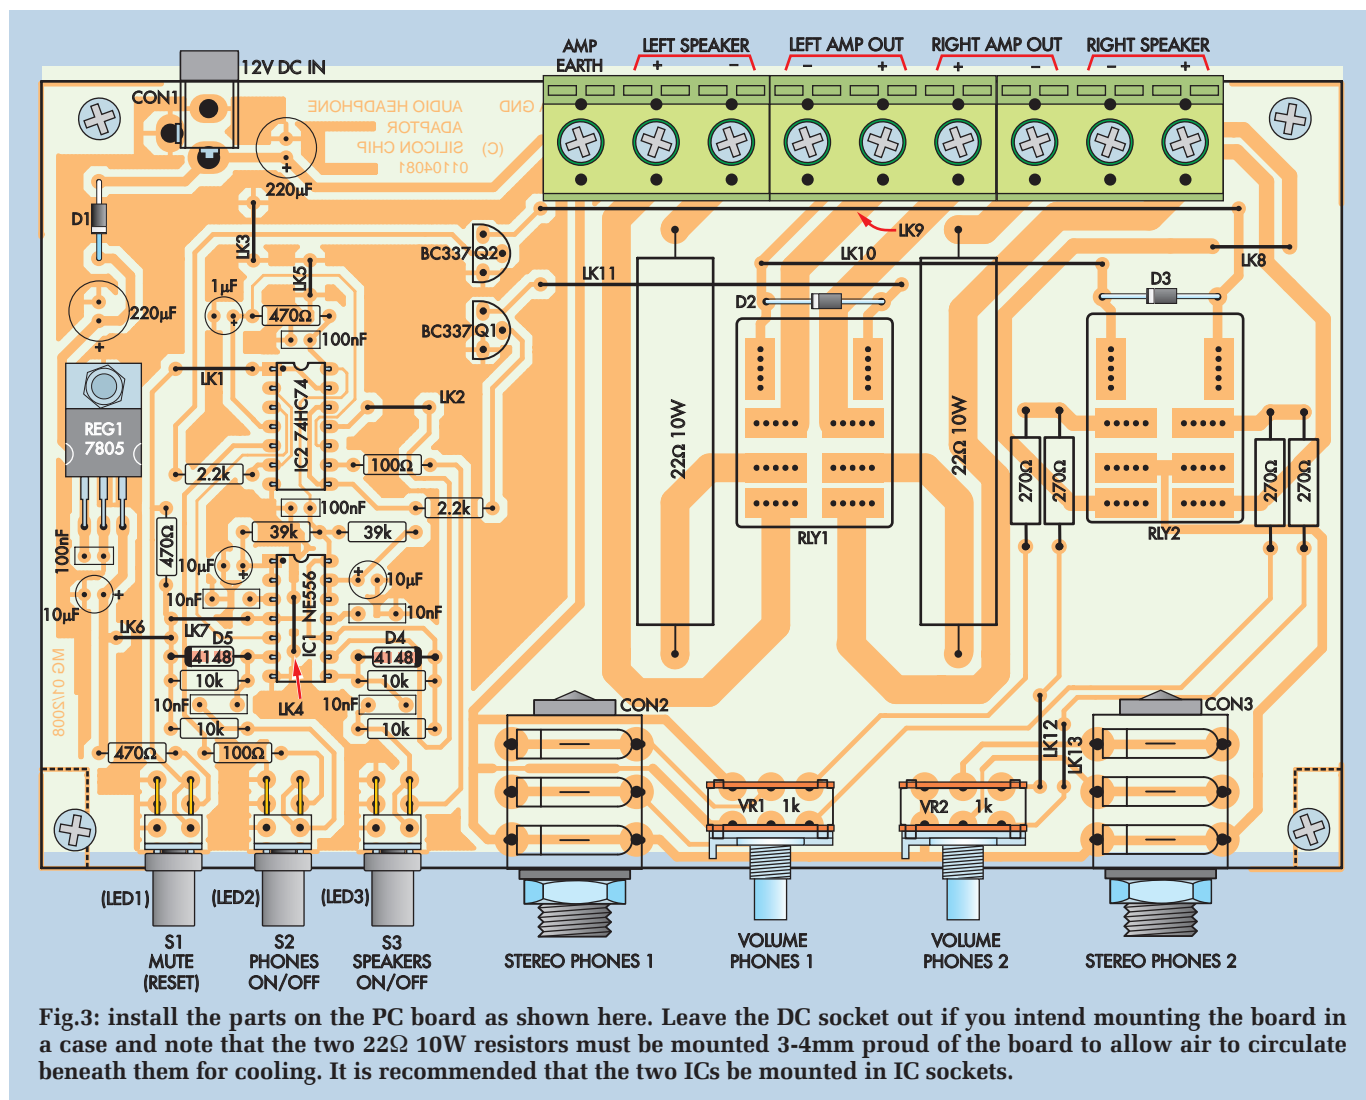 AMP EARTH
LEFT SPEAKER
+ −
LEFT AMP OUT
− +
RIGHT AMP OUT
+ −
RIGHT SPEAKER
− +
12V DC IN
CON1
AUDIO HEADPHONE
ADAPTOR
(C) SILICON CHIP
01104081
A GND
220µF
+
D1
LK3
BC337 Q2
LK9
LK10
LK8
LK5
LK11
D3
1µF
+
D2
220µF
+
470Ω
100nF
BC337 Q1
LK1
LK2
REG1
7805
IC2 74HC74
22Ω 10W
22Ω 10W
2.2k
100Ω
270Ω
270Ω
270Ω
270Ω
100nF
2.2k
470Ω
39k
39k
RLY1
RLY2
100nF
10µF
+
+
10µF
10µF
+
10nF
10nF
IC1 NE556
LK6
LK7
D5
D4
4148
4148
10k
10k
MG 01/2008
10nF
LK4
10nF
CON2
CON3
10k
10k
LK12
LK13
470Ω
100Ω
VR1 1k
VR2 1k
(LED1)
(LED2)
(LED3)
S1
MUTE
(RESET)
S2
PHONES
ON/OFF
S3
SPEAKERS
ON/OFF
STEREO PHONES 1
VOLUME
PHONES 1
VOLUME
PHONES 2
STEREO PHONES 2
Fig.3: install the parts on the PC board as shown here. Leave the DC socket out if you intend mounting the board in
a case and note that the two 22Ω 10W resistors must be mounted 3-4mm proud of the board to allow air to circulate
beneath them for cooling. It is recommended that the two ICs be mounted in IC sockets.